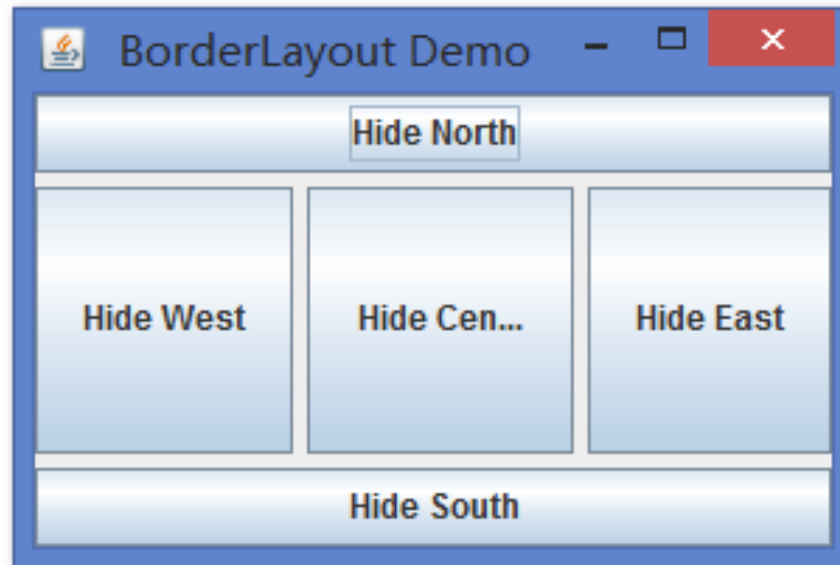 BorderLayout Demo
Hide North
Hide West
Hide Cen...
Hide East
Hide South